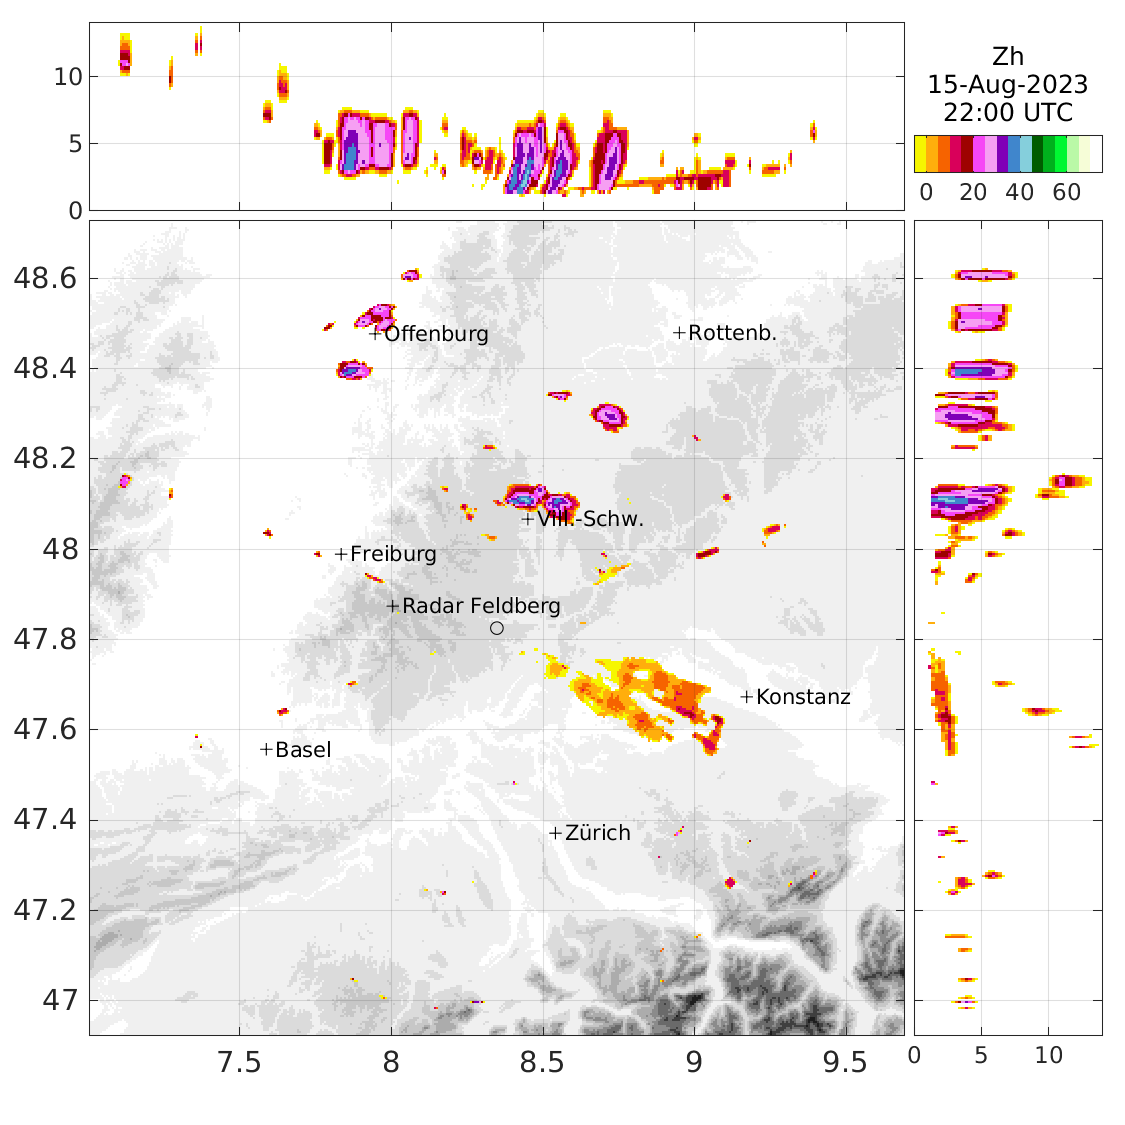 10
5
0
Zh
15-Aug-2023
22:00 UTC
0 20 40 60
48.6
48.4
48.2
48
47.8
47.6
47.4
47.2
47
+Offenburg
+Rottenb.
+Vill.-Schw.
+Freiburg
+Radar Feldberg
+Konstanz
+Basel
+Zürich
7.5 8 8.5 9 9.5
0 5 10